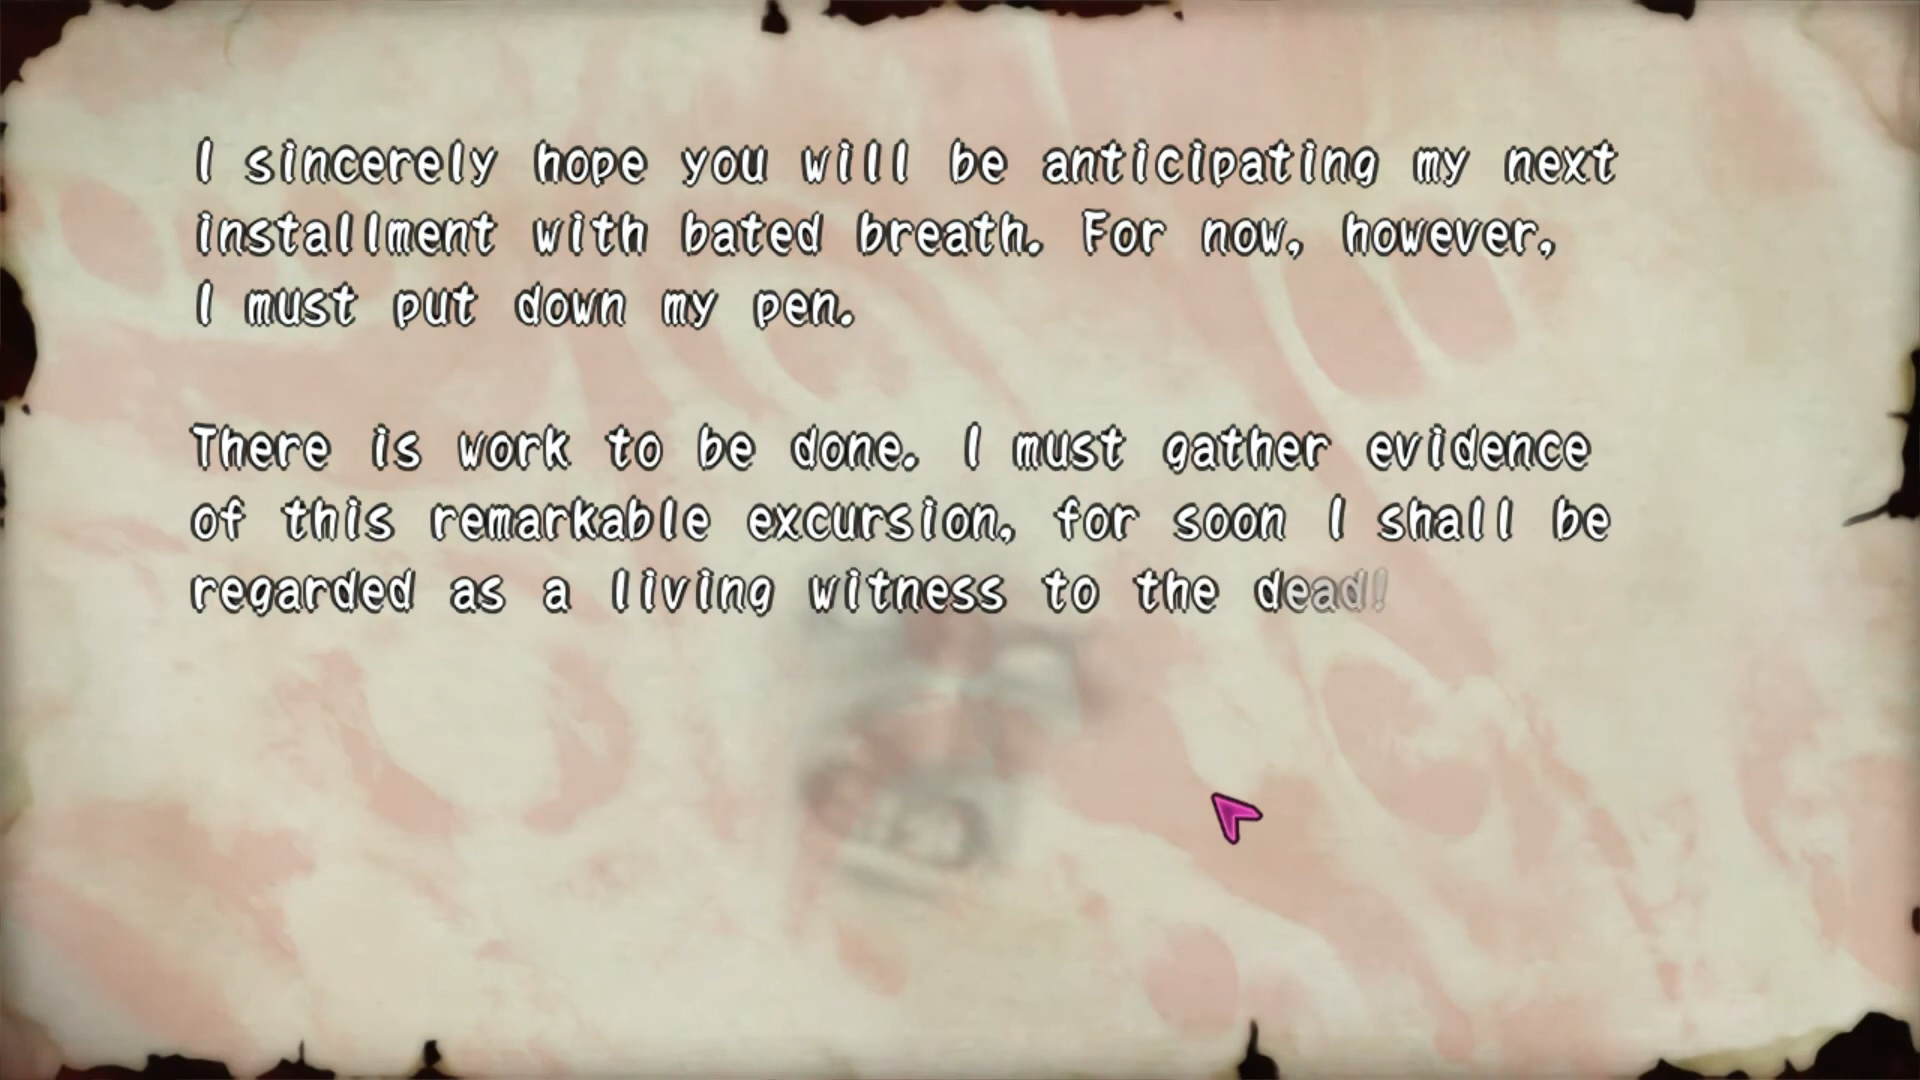 I sincerely hope you will be anticipating my next
installment with bated breath. For now, however,
I must put down my pen.
There is work to be done. I must gather evidence
of this remarkable excursion, for soon I shall be
regarded as a living witness to the dead!